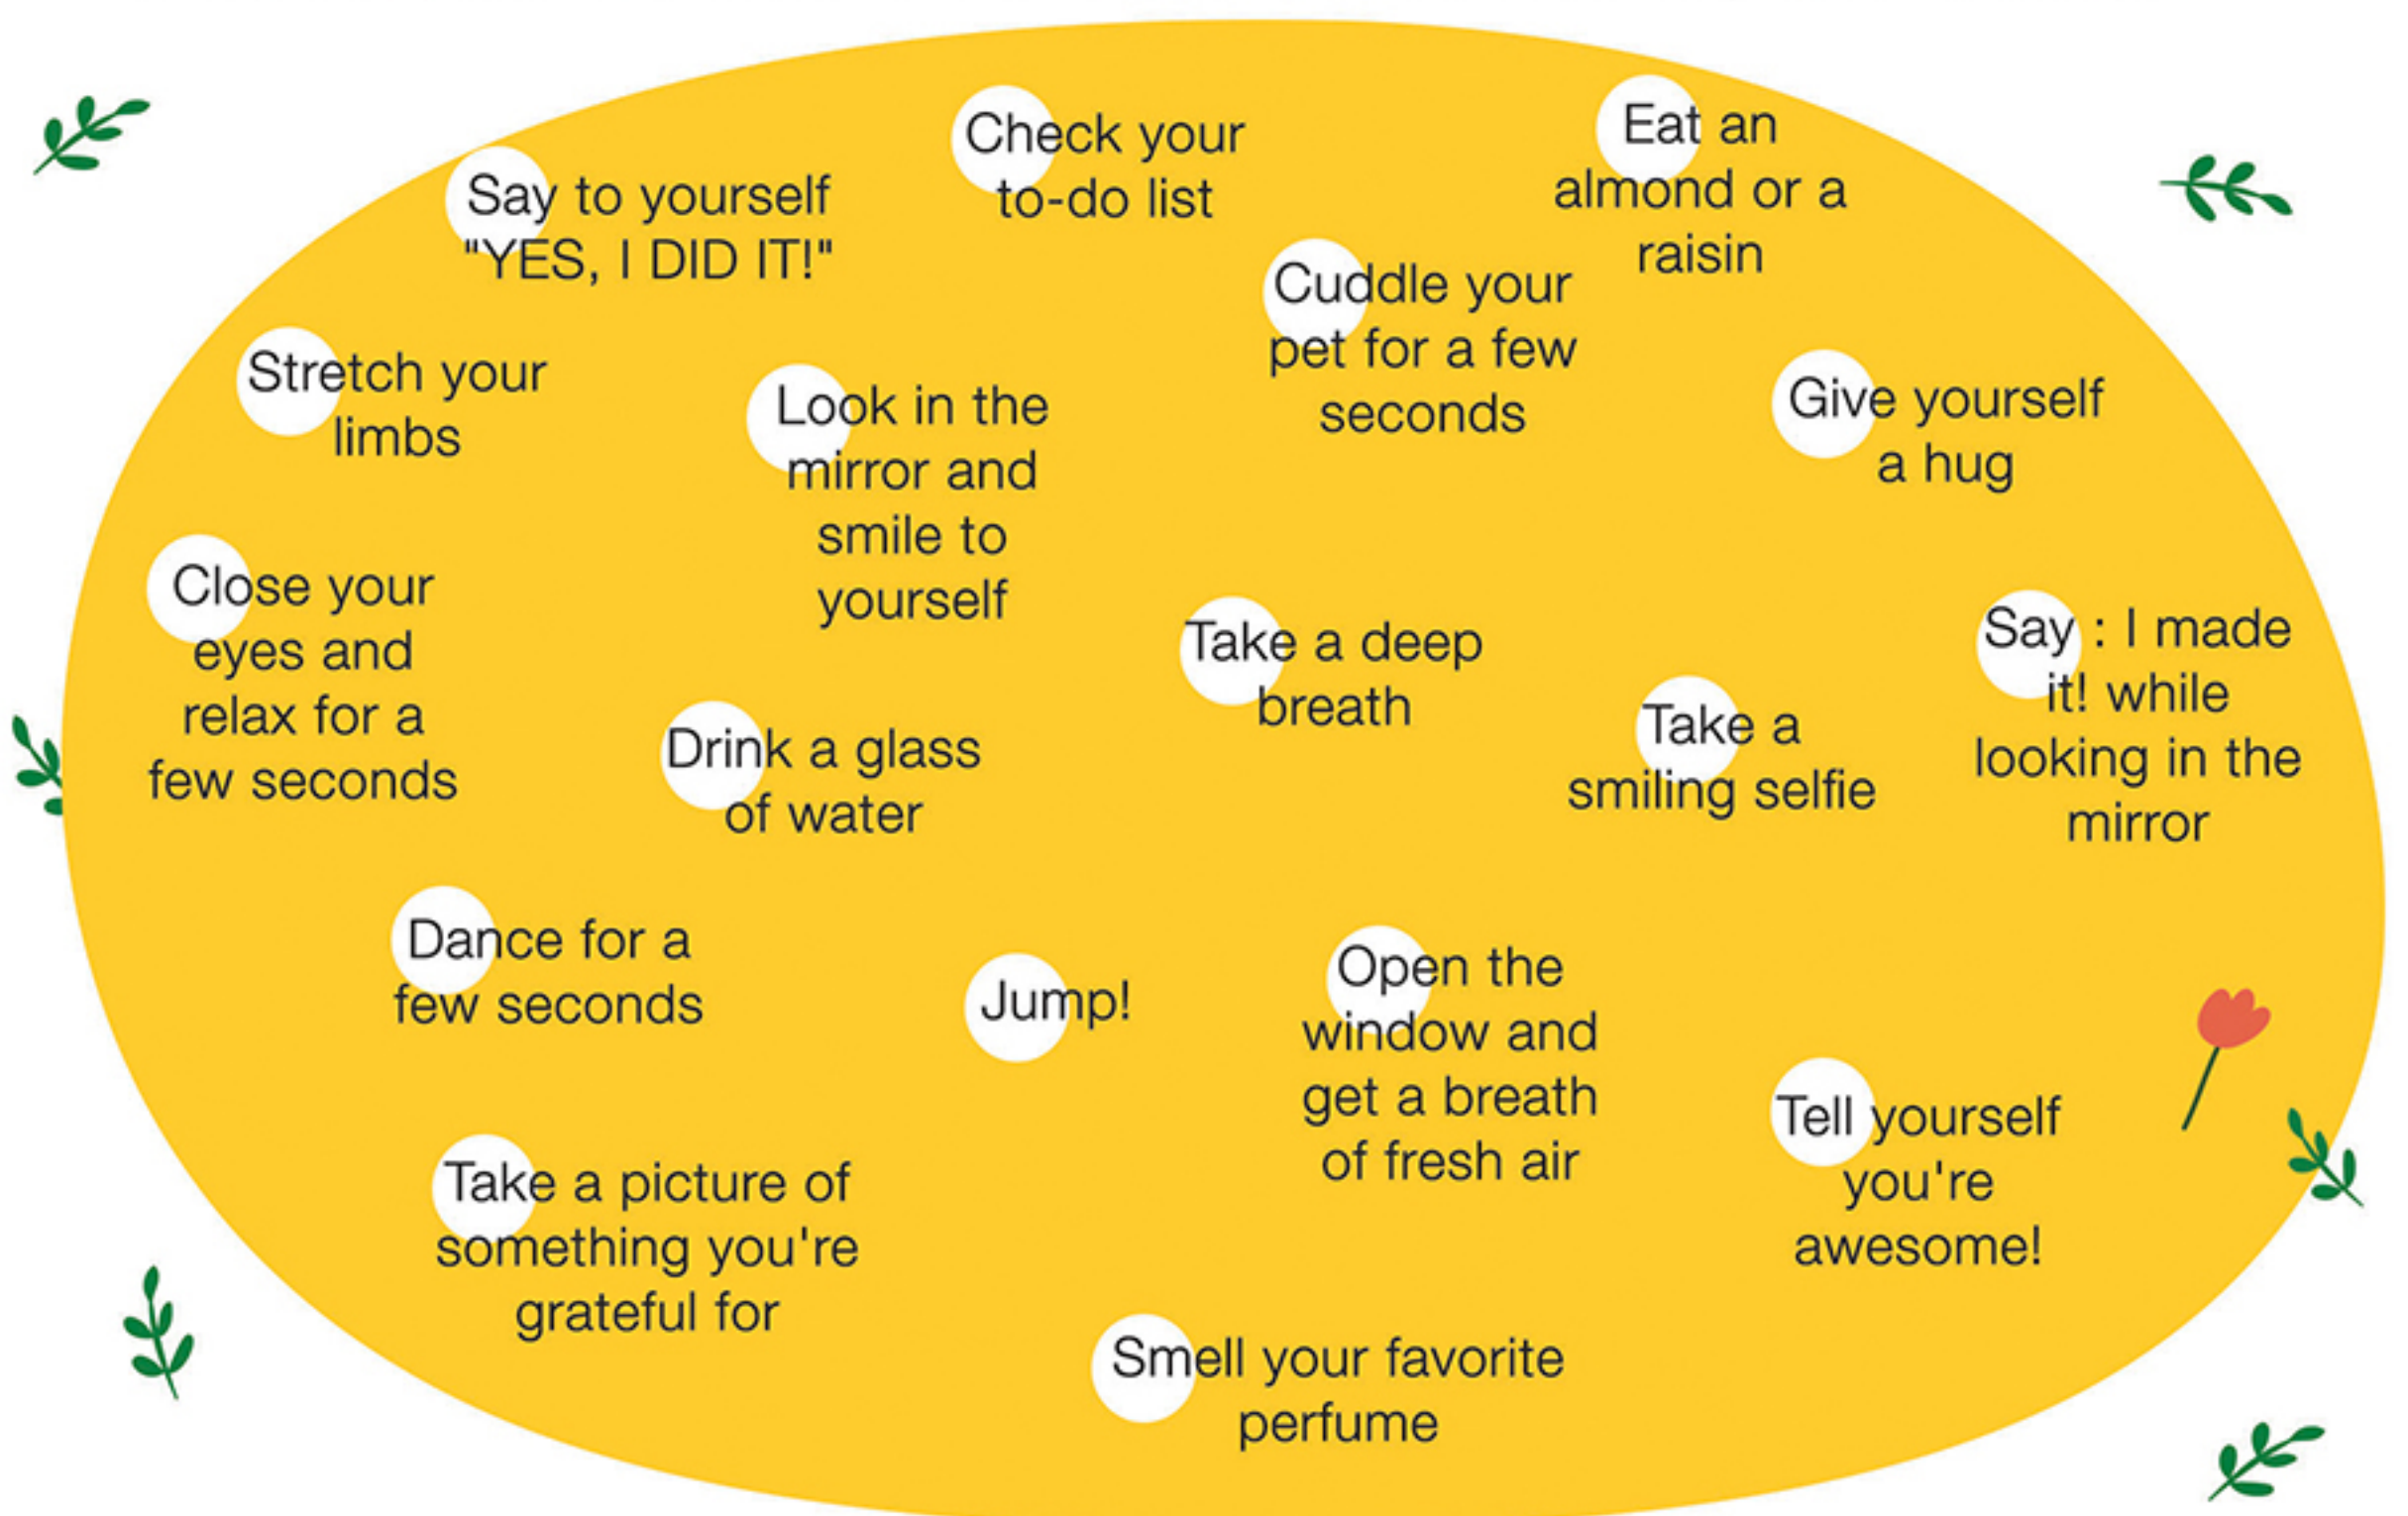 Check your
to-do list
Eat an
almond or a
raisin
Say to yourself
"YES, I DID IT!"
Cuddle your
pet for a few
seconds
Stretch your
limbs
Look in the
mirror and
smile to
yourself
Give yourself
a hug
Close your
eyes and
relax for a
few seconds
Take a deep
breath
Say : I made
it! while
looking in the
mirror
Drink a glass
of water
Take a
smiling selfie
Dance for a
few seconds
Jump!
Open the
window and
get a breath
of fresh air
Tell yourself
you're
awesome!
Take a picture of
something you're
grateful for
Smell your favorite
perfume